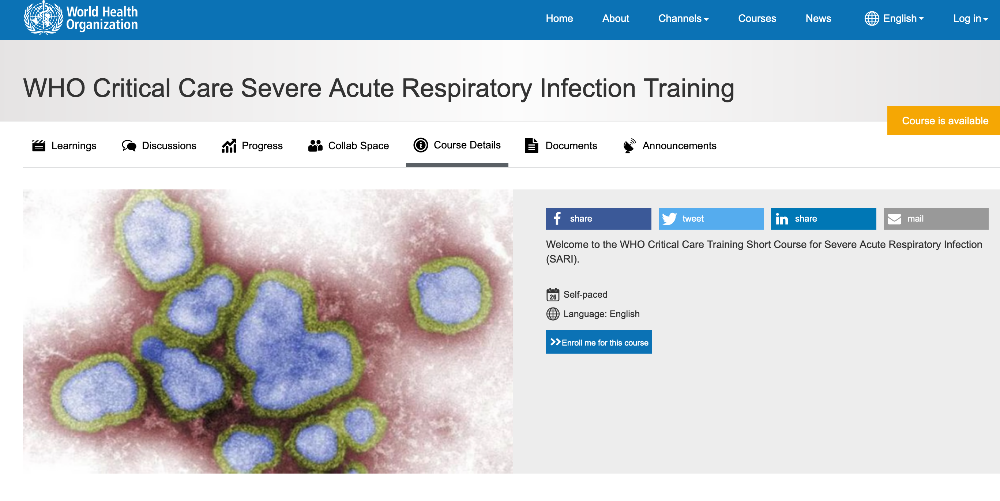 World Health
Organization
Home About Channels Courses News English Log in
WHO Critical Care Severe Acute Respiratory Infection Training
Course is available
Learnings Discussions Progress Collab Space Course Details Documents Announcements
share tweet share mail
Welcome to the WHO Critical Care Training Short Course for Severe Acute Respiratory Infection
(SARI).
26 Self-paced
Language: English
>>Enroll me for this course